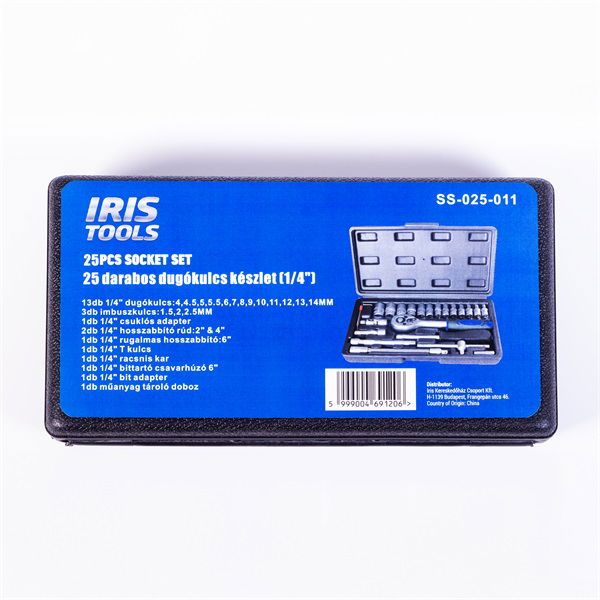 IRIS
TOOLS
SS-025-011
25PCS SOCKET SET
25 darabos dugókulcs készlet (1/4")
13db 1/4" dugókulcs:4,4.5,5,5.5,6,7,8,9,10,11,12,13,14MM
3db imbuszkulcs:1.5,2,2.5MM
1db 1/4" csuklós adapter
2db 1/4" hosszabbító rúd:2" & 4"
1db 1/4" rugalmas hosszabbító:6"
1db 1/4" T kulcs
1db 1/4" racsnis kar
1db 1/4" bittartó csavarhúzó 6"
1db 1/4" bit adapter
1db műanyag tároló doboz
5 999004 691206 >
Distributor:
Iris Kereskedőház Csoport Kft.
H-1139 Budapest, Frangepán utca 46.
Country of Origin: China